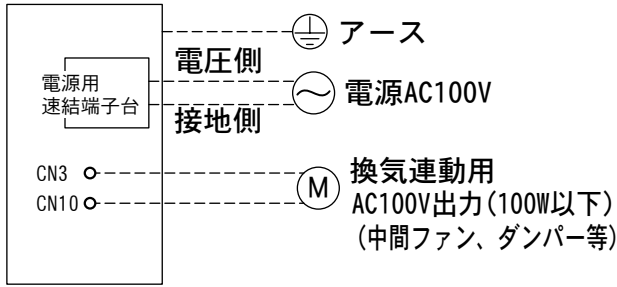 アース
電圧側
電源用
速結端子台
電源AC100V
接地側
CN3
換気連動用
M
CN10
AC100V出力(100W以下)
(中間ファン、ダンパー等)